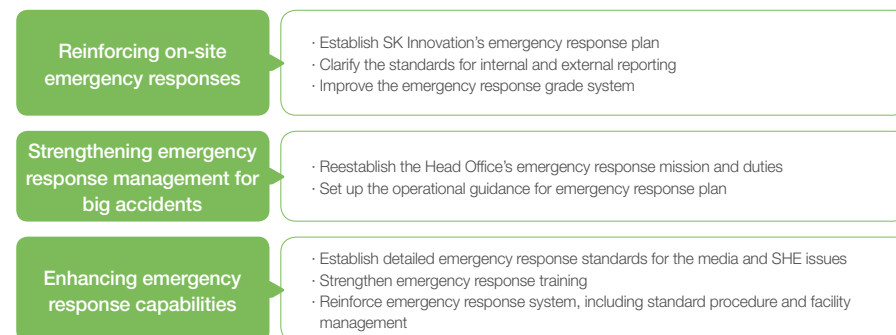 Reinforcing on-site
emergency responses
· Establish SK Innovation's emergency response plan
· Clarify the standards for internal and external reporting
· Improve the emergency response grade system
Strengthening emergency
response management for
big accidents
· Reestablish the Head Office's emergency response mission and duties
· Set up the operational guidance for emergency response plan
Enhancing emergency
response capabilities
· Establish detailed emergency response standards for the media and SHE issues
· Strengthen emergency response training
· Reinforce emergency response system, including standard procedure and facility
management